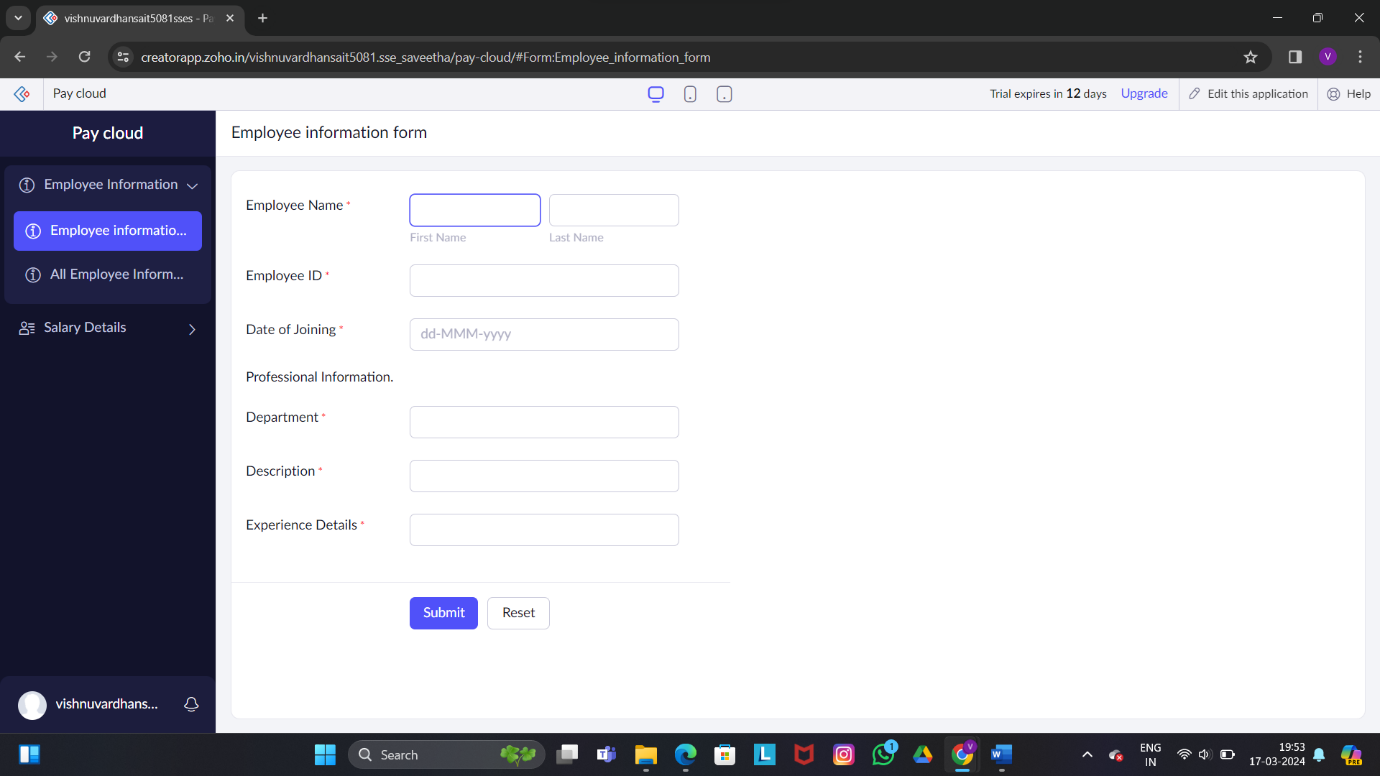 vishnuvardhansait5081sses - Pa
creatorapp.zoho.in/vishnuvardhansait5081.sse_saveetha/pay-cloud/#Form:Employee_information_form
V
Pay cloud
Trial expires in 12 days
Upgrade
Edit this application
Help
Pay cloud
Employee information form
Employee Information
Employee informatio...
All Employee Inform...
Salary Details
Employee Name *
First Name
Last Name
Employee ID *
Date of Joining *
dd-MMM-yyyy
Professional Information.
Department *
Description *
Experience Details *
Submit
Reset
vishnuvardhans...
Search
T
L
1
V
W
ENG
IN
19:53
17-03-2024
PRE